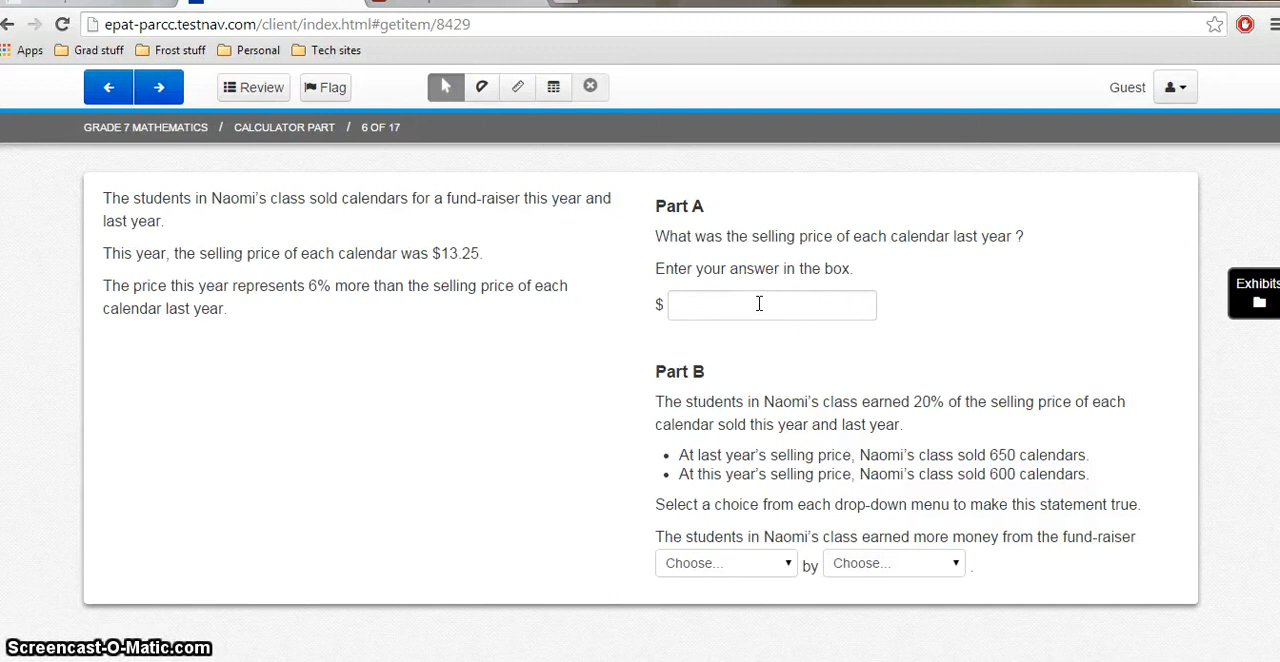 epat-parcc.testnav.com/client/index.html#getitem/8429
Apps Grad stuff Frost stuff Personal Tech sites
Review Flag Guest
GRADE 7 MATHEMATICS / CALCULATOR PART / 6 OF 17
The students in Naomi's class sold calendars for a fund-raiser this year and
last year.
This year, the selling price of each calendar was $13.25.
The price this year represents 6% more than the selling price of each
calendar last year.
Part A
What was the selling price of each calendar last year ?
Enter your answer in the box.
$
Part B
The students in Naomi's class earned 20% of the selling price of each
calendar sold this year and last year.
• At last year's selling price, Naomi's class sold 650 calendars.
• At this year's selling price, Naomi's class sold 600 calendars.
Select a choice from each drop-down menu to make this statement true.
The students in Naomi's class earned more money from the fund-raiser
Choose... by Choose... .
Exhibits
Screencast-O-Matic.com